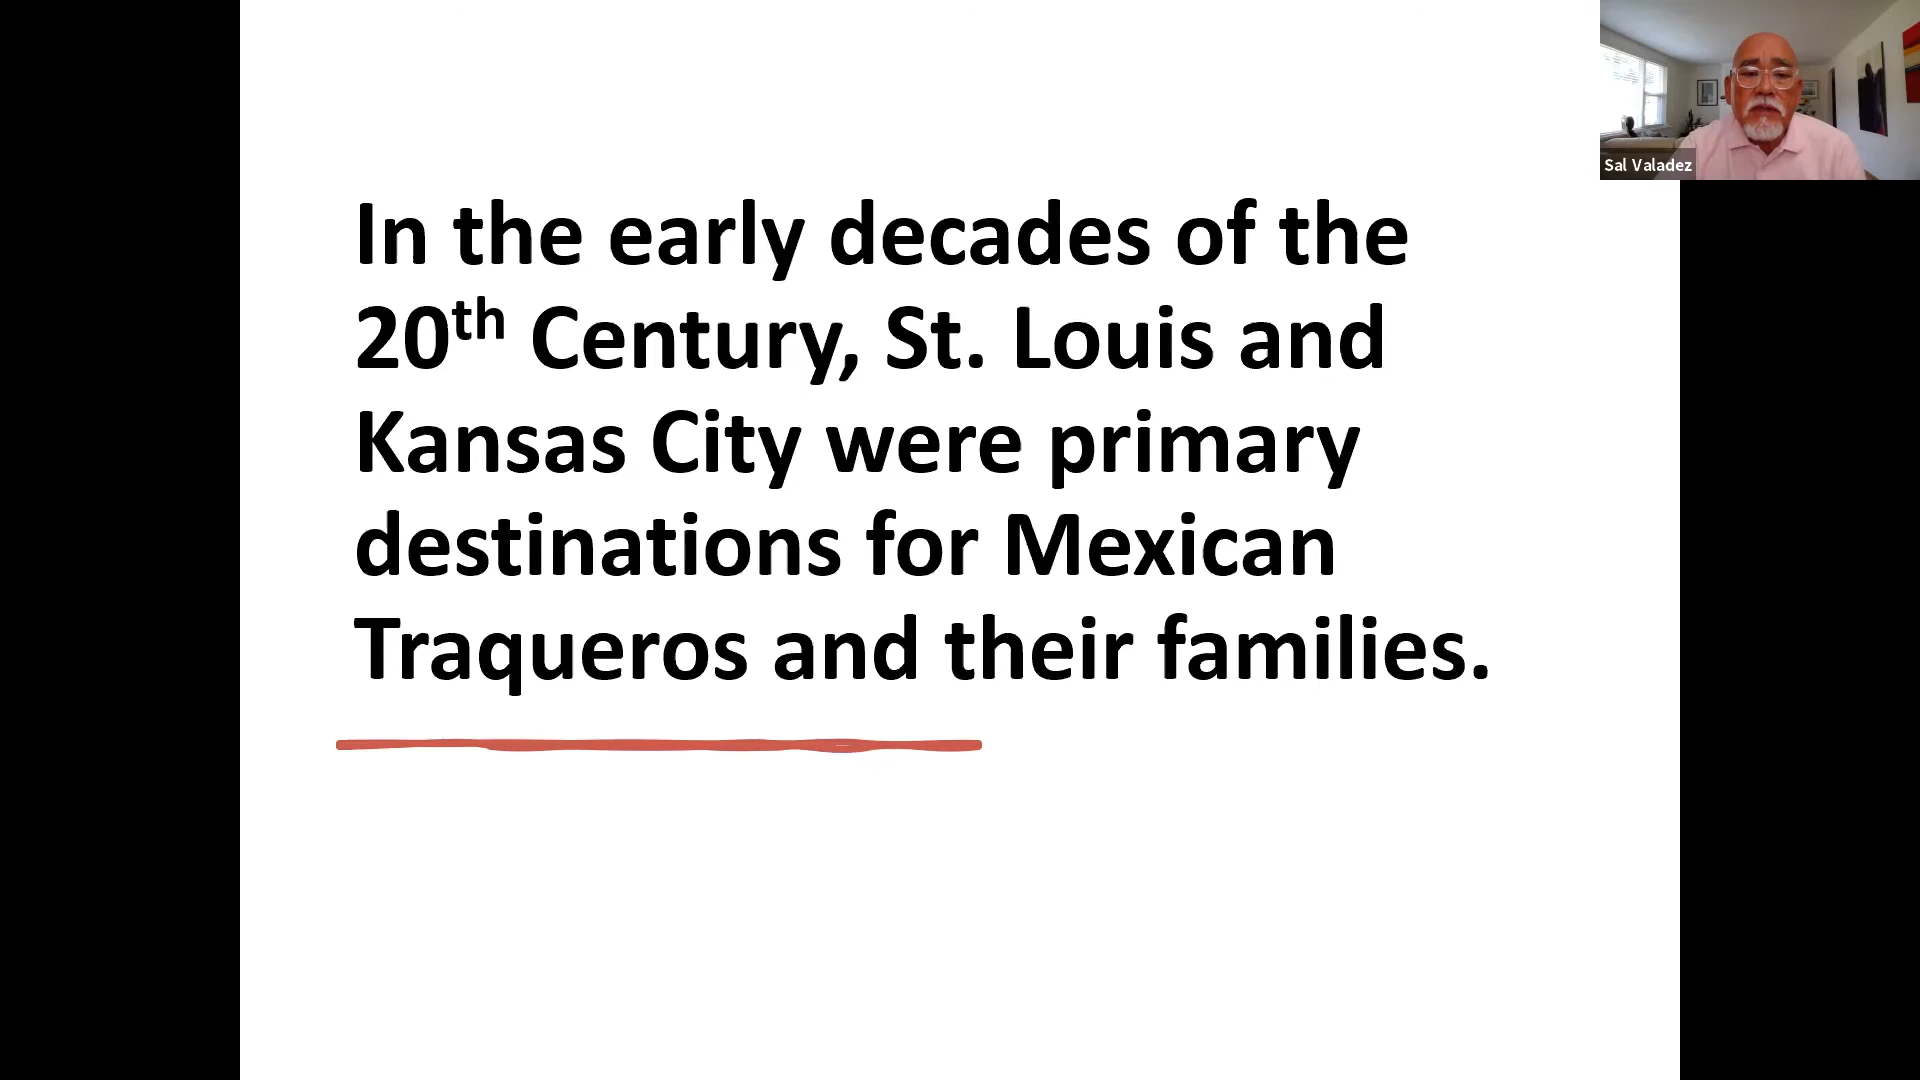 In the early decades of the
20th Century, St. Louis and
Kansas City were primary
destinations for Mexican
Traqueros and their families.
Sal Valadez